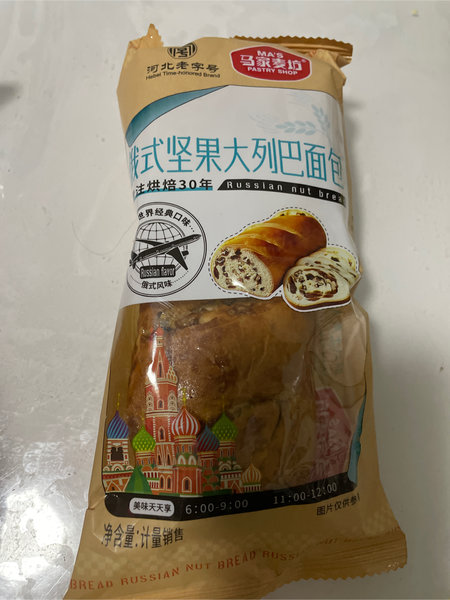 MA'S
马家麦坊
PASTRY SHOP
河北老字号
Hebei Time-honored Brand
俄式坚果大列巴面包
注烘焙30年
Russian nut brea
世界经典口味
Russian flavor
俄式风味
美味天天享
6:00-9:00
11:00-12:00
图片仅供参
净含量:计量销售
BREAD RUSSIAN NUT BREAD RUSSIAN